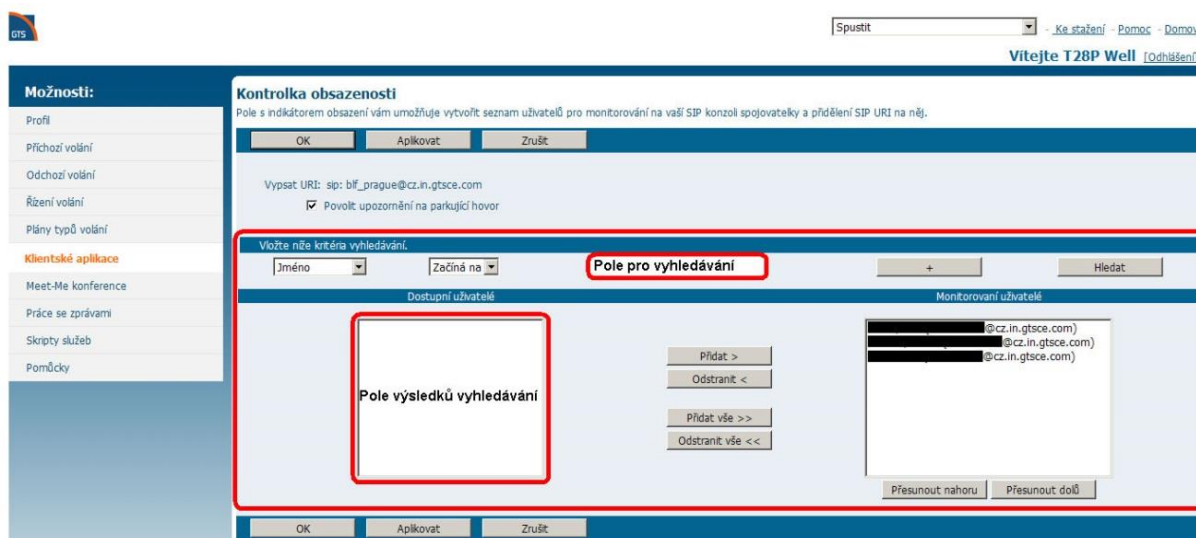 GTS
Spustit - Ke stažení - Pomoc - Domov
Vítejte T28P Well [Odhlášení]
Možnosti:
Profil
Příchozí volání
Odchozí volání
Řízení volání
Plány typů volání
Klientské aplikace
Meet-Me konference
Práce se zprávami
Skripty služeb
Pomůcky
Kontrolka obsazenosti
Pole s indikátorem obsazení vám umožňuje vytvořit seznam uživatelů pro monitorování na vaší SIP konzoli spojovatelky a přidělení SIP URI na něj.
OK Aplikovat Zrušit
Vypsat URI: sip: blf_prague@cz.in.gtsce.com
Povolit upozornění na parkující hovor
Vložte níže kritéria vyhledávání.
Jméno Začíná na Pole pro vyhledávání + Hledat
Dostupní uživatelé Monitorovaní uživatelé
@cz.in.gtsce.com)
@cz.in.gtsce.com)
@cz.in.gtsce.com)
Přidat >
Odstranit <
Pole výsledků vyhledávání
Přidat vše >>
Odstranit vše <<
Přesunout nahoru Přesunout dolů
OK Aplikovat Zrušit